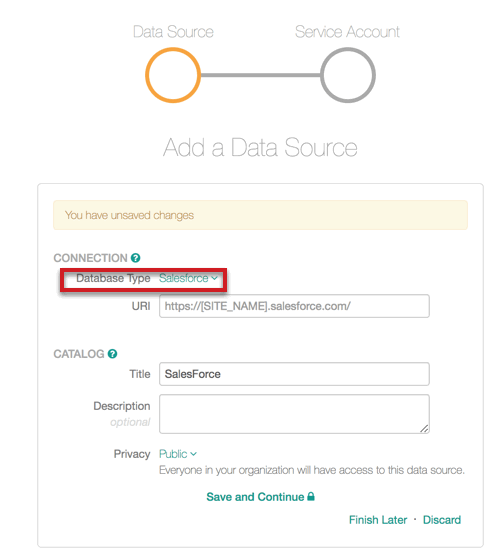 Data Source
Service Account
Add a Data Source
You have unsaved changes
CONNECTION ?
Database Type Salesforce
URI https://[SITE_NAME].salesforce.com/
CATALOG ?
Title SalesForce
Description
optional
Privacy Public
Everyone in your organization will have access to this data source.
Save and Continue
Finish Later · Discard